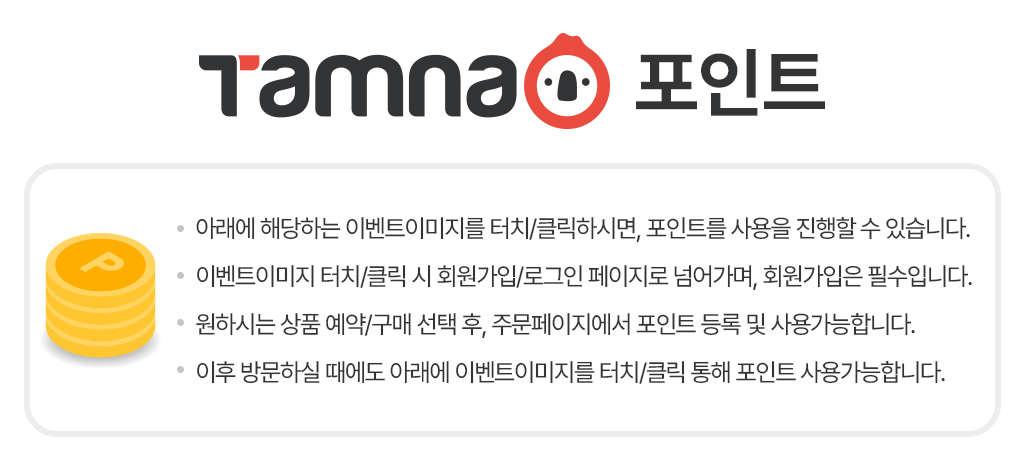 Tamnao 포인트
P
아래에 해당하는 이벤트이미지를 터치/클릭하시면, 포인트를 사용을 진행할 수 있습니다.
이벤트이미지 터치/클릭 시 회원가입/로그인 페이지로 넘어가며, 회원가입은 필수입니다.
원하시는 상품 예약/구매 선택 후, 주문페이지에서 포인트 등록 및 사용가능합니다.
이후 방문하실 때에도 아래에 이벤트이미지를 터치/클릭 통해 포인트 사용가능합니다.